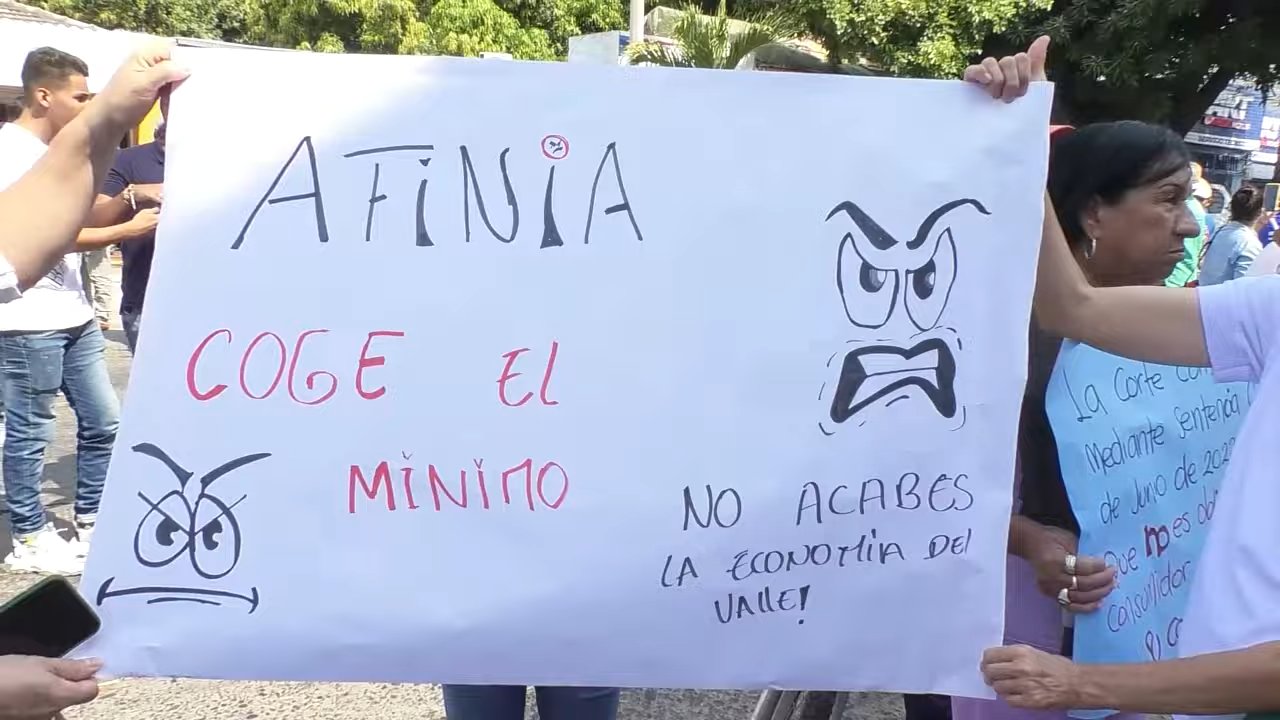 AFiNiA
COGE EL
MiNiMO
NO ACABES
LA ECONOMiA DEl
VAllE!
La Corte
Mediante Sentencia
de Juno de
Que no es
consumidor